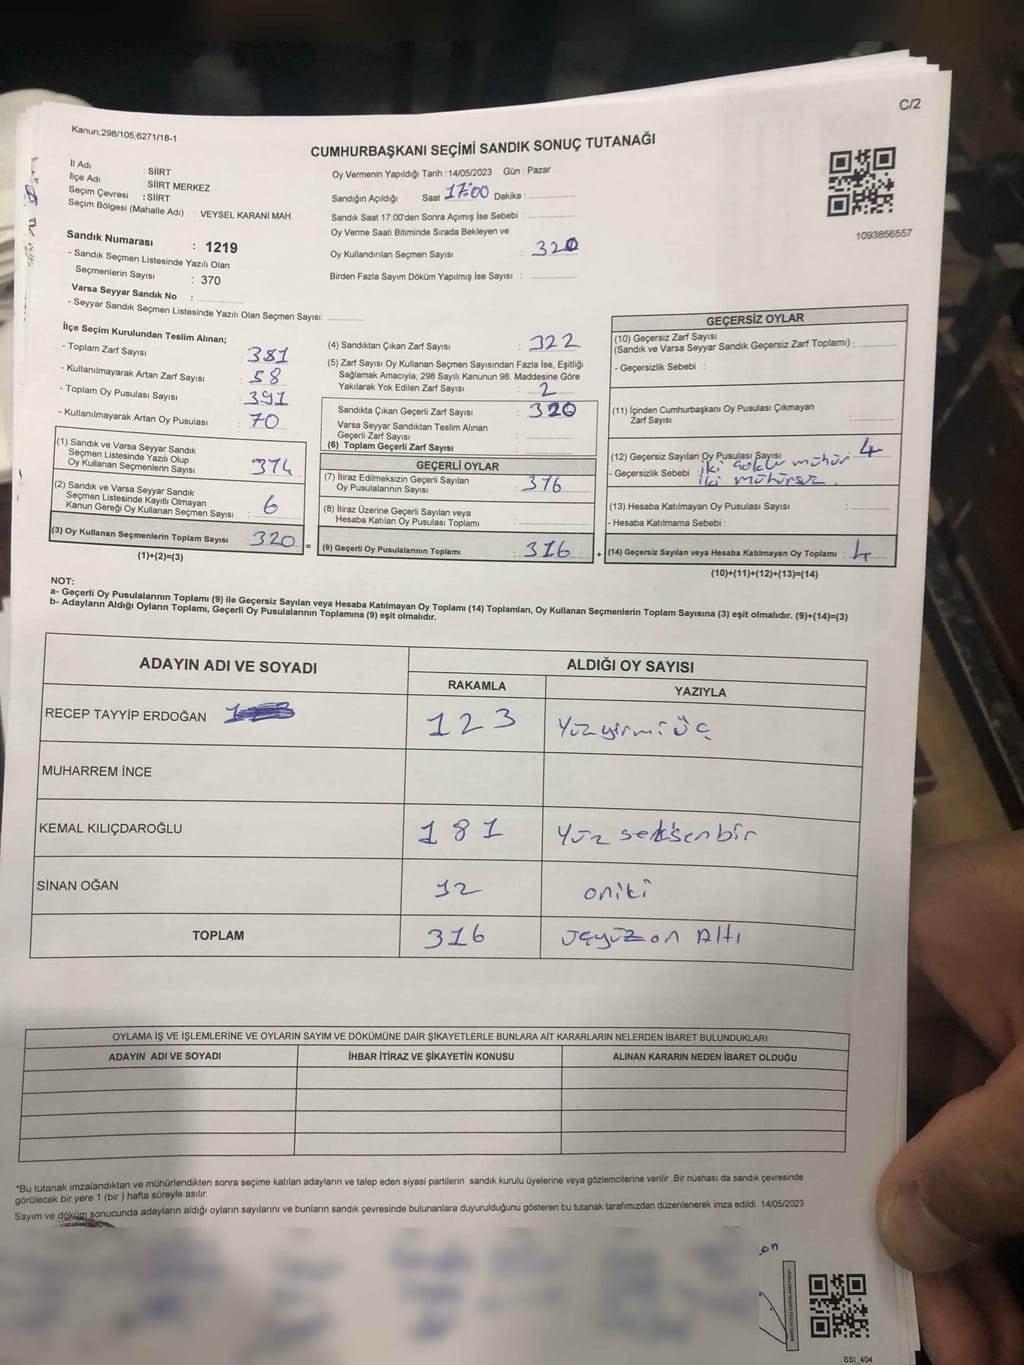 C/2
Kanun;298/105,6271/18-1
CUMHURBAŞKANI SEÇİMİ SANDIK SONUÇ TUTANAĞI
İl Adı : SİİRT
İlçe Adı : SİİRT MERKEZ
Seçim Çevresi : SİİRT
Seçim Bölgesi (Mahalle Adı) : VEYSEL KARANİ MAH.
Sandık Numarası : 1219
- Sandık Seçmen Listesinde Yazılı Olan
Seçmenlerin Sayısı : 370
Varsa Seyyar Sandık No :
- Seyyar Sandık Seçmen Listesinde Yazılı Olan Seçmen Sayısı:
Oy Vermenin Yapıldığı Tarih : 14/05/2023 Gün : Pazar
Sandığın Açıldığı Saat 17:00 Dakika :
Sandık Saat 17:00'den Sonra Açımış İse Sebebi :
Oy Verme Saati Bitiminde Sırada Bekleyen ve
Oy Kullandırılan Seçmen Sayısı : 320
Birden Fazla Sayım Döküm Yapılmış İse Sayısı :
1093856557
İlçe Seçim Kurulundan Teslim Alınan;
- Toplam Zarf Sayısı : 381
- Kullanılmayarak Artan Zarf Sayısı : 58
- Toplam Oy Pusulası Sayısı : 391
- Kullanılmayarak Artan Oy Pusulası : 70
(1) Sandık ve Varsa Seyyar Sandık
Seçmen Listesinde Yazılı Olup
Oy Kullanan Seçmenlerin Sayısı : 314
(2) Sandık ve Varsa Seyyar Sandık
Seçmen Listesinde Kayıtlı Olmayan
Kanun Gereği Oy Kullanan Seçmen Sayısı : 6
(3) Oy Kullanan Seçmenlerin Toplam Sayısı : 320
(1)+(2)=(3)
(4) Sandıktan Çıkan Zarf Sayısı : 322
(5) Zarf Sayısı Oy Kullanan Seçmen Sayısından Fazla İse, Eşitliği
Sağlamak Amacıyla; 298 Sayılı Kanunun 98. Maddesine Göre
Yakılarak Yok Edilen Zarf Sayısı : 2
Sandıkta Çıkan Geçerli Zarf Sayısı : 320
Varsa Seyyar Sandıktan Teslim Alınan
Geçerli Zarf Sayısı :
(6) Toplam Geçerli Zarf Sayısı :
GEÇERLİ OYLAR
(7) İtiraz Edilmeksizin Geçerli Sayılan
Oy Pusulalarının Sayısı : 316
(8) İtiraz Üzerine Geçerli Sayılan veya
Hesaba Katılan Oy Pusulası Toplamı :
= (9) Geçerli Oy Pusulalarının Toplamı : 316 +
GEÇERSİZ OYLAR
(10) Geçersiz Zarf Sayısı
(Sandık ve Varsa Seyyar Sandık Geçersiz Zarf Toplamı) :
- Geçersizlik Sebebi :
(11) İçinden Cumhurbaşkanı Oy Pusulası Çıkmayan
Zarf Sayısı :
(12) Geçersiz Sayılan Oy Pusulası Sayısı : 4
- Geçersizlik Sebebi : iki mühür
iki mühürsüz
(13) Hesaba Katılmayan Oy Pusulası Sayısı :
- Hesaba Katılmama Sebebi :
(14) Geçersiz Sayılan veya Hesaba Katılmayan Oy Toplamı : 4
(10)+(11)+(12)+(13)=(14)
NOT:
a- Geçerli Oy Pusulalarının Toplamı (9) ile Geçersiz Sayılan veya Hesaba Katılmayan Oy Toplamı (14) Toplamları, Oy Kullanan Seçmenlerin Toplam Sayısına (3) eşit olmalıdır. (9)+(14)=(3)
b- Adayların Aldığı Oyların Toplamı, Geçerli Oy Pusulalarının Toplamına (9) eşit olmalıdır.
ADAYIN ADI VE SOYADI
ALDIĞI OY SAYISI
RAKAMLA YAZIYLA
RECEP TAYYİP ERDOĞAN 123 Yüzyirmi üç
MUHARREM İNCE
KEMAL KILIÇDAROĞLU 181 Yüz seksenbir
SİNAN OĞAN 12 oniki
TOPLAM 316 üçyüz on Altı
OYLAMA İŞ VE İŞLEMLERİNE VE OYLARIN SAYIM VE DÖKÜMÜNE DAİR ŞİKAYETLERLE BUNLARA AİT KARARLARIN NELERDEN İBARET BULUNDUKLARI
ADAYIN ADI VE SOYADI İHBAR İTİRAZ VE ŞİKAYETİN KONUSU ALINAN KARARIN NEDEN İBARET OLDUĞU
*Bu tutanak imzalandıktan ve mühürlendikten sonra seçime katılan adayların ve talep eden siyasi partilerin sandık kurulu üyelerine veya gözlemcilerine verilir. Bir nüshası da sandık çevresinde
görülecek bir yere 1 (bir ) hafta süreyle asılır.
Sayım ve döküm sonucunda adayların aldığı oyların sayılarını ve bunların sandık çevresinde bulunanlara duyurulduğunu gösteren bu tutanak tarafımızdan düzenlenerek imza edildi. 14/05/2023
on
SS1_404